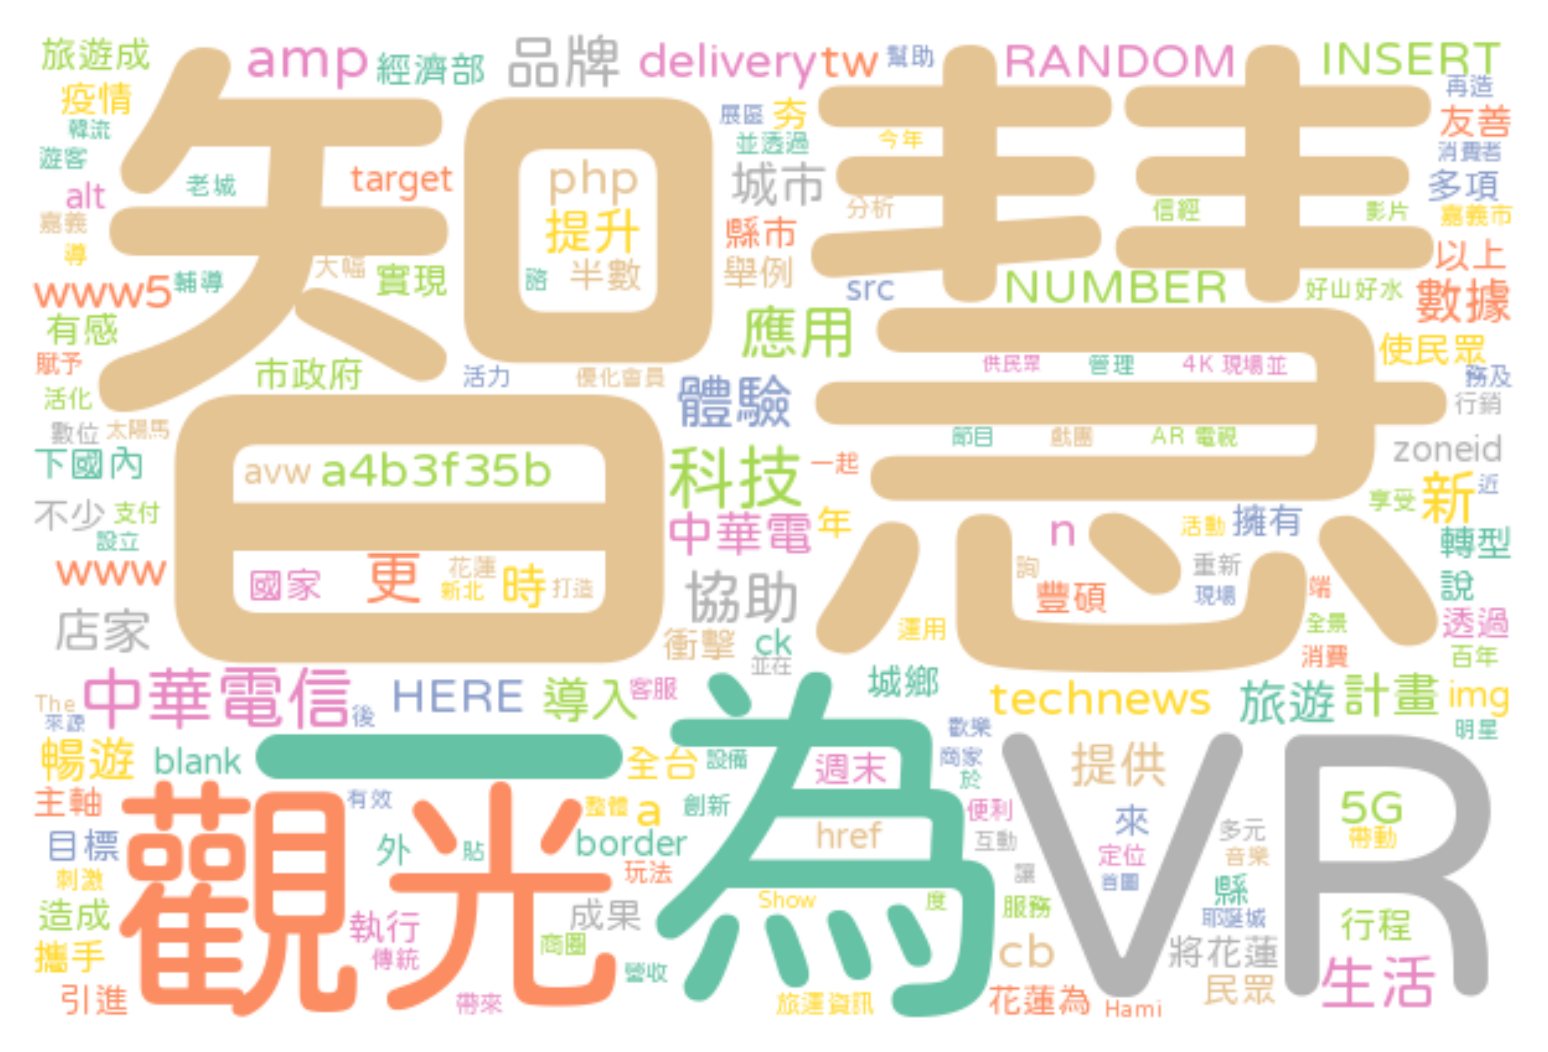 旅遊成
amp
經濟部
品牌
delivery
tw
幫助
RANDOM
INSERT
疫情
韓流
遊客
alt
老城
target
智慧
php
提升
半數
展區
夯
並透過
城市
縣市
舉例
今年
分析
src
信經
影片
再造
友善
消費者
多項
嘉義市
以上
嘉義
導
大幅
www5
輔導
實現
NUMBER
好山好水
數據
有感
賦予
市政府
活力
優化會員
應用
體驗
供民眾
管理
4K 現場並
使民眾
務及
行銷
活化
數位
太陽馬
下國內
avw
a4b3f35b
科技
一起
節目
戲團
AR 電視
zoneid
享受
新
近
不少
支付
設立
www
中華電
年
n
活動
擁有
轉型
說
國家
更
花蓮
新北
時
打造
協助
重新
現場
豐碩
端
全景
透過
店家
衝擊
ck
並在
運用
消費
百年
The
來源
中華電信
後
HERE
導入
客服
城鄉
technews
旅遊
計畫
img
明星
暢遊
blank
一
全台
設備
為
週末
歡樂
商家
於
VR
提供
主軸
觀光
有效
整體
a
創新
便利
來
5G
帶動
目標
外
貼
border
href
互動
多元
刺激
玩法
讓
定位
音樂
首圖
縣
造成
執行
成果
Show
度
服務
耶誕城
行程
攜手
傳統
商圈
營收
cb
將花蓮
生活
引進
帶來
旅運資訊
花蓮為
Hami
民眾